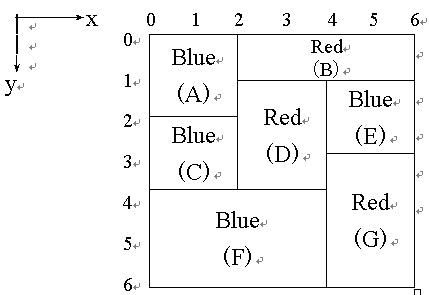 x
y
0 1 2 3 4 5 6
0
1
2
3
4
5
6
Blue
(A)
Red
(B)
Blue
(C)
Red
(D)
Blue
(E)
Blue
(F)
Red
(G)